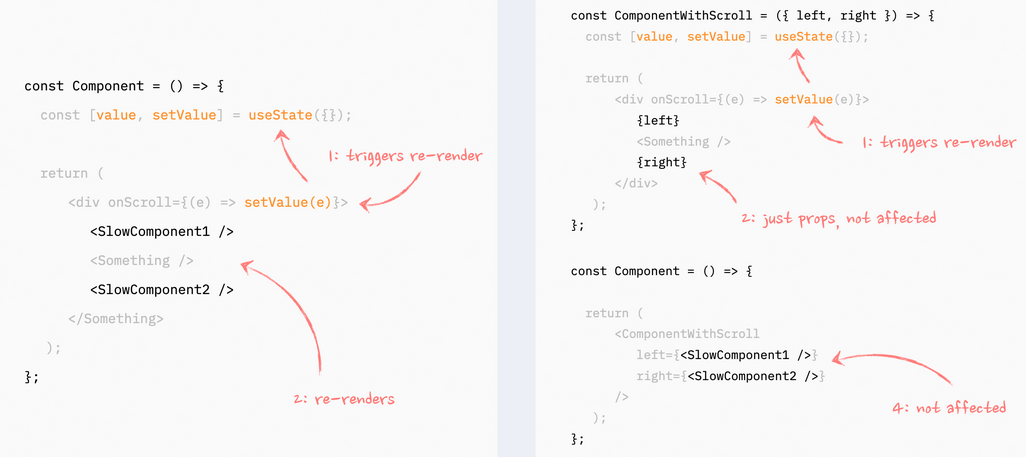 const Component = () => {
const [value, setValue] = useState({});
1: triggers re-render
return (
<div onScroll={(e) => setValue(e)}>
<SlowComponent1 />
<Something />
<SlowComponent2 />
</Something>
);
};
2: re-renders
const ComponentWithScroll = ({ left, right }) => {
const [value, setValue] = useState({});
return (
<div onScroll={(e) => setValue(e)}>
{left}
<Something />
1: triggers re-render
{right}
</div>
);
2: just props, not affected
};
const Component = () => {
return (
<ComponentWithScroll
left={<SlowComponent1 />}
right={<SlowComponent2 />}
/>
4: not affected
);
};